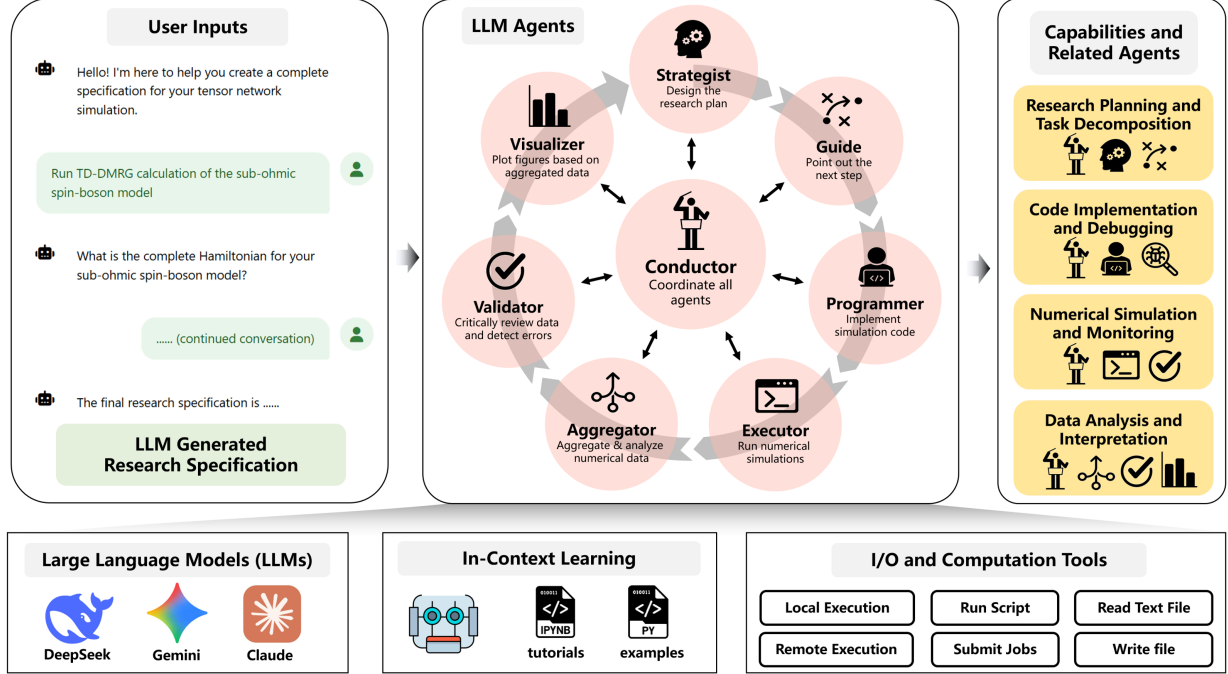 User Inputs
Hello! I'm here to help you create a complete
specification for your tensor network
simulation.
Run TD-DMRG calculation of the sub-ohmic
spin-boson model
What is the complete Hamiltonian for your
sub-ohmic spin-boson model?
...... (continued conversation)
The final research specification is ......
LLM Generated
Research Specification
LLM Agents
Strategist
Design the
research plan
Guide
Point out the
next step
Programmer
Implement
simulation code
Executor
Run numerical
simulations
Aggregator
Aggregate & analyze
numerical data
Validator
Critically review data
and detect errors
Visualizer
Plot figures based on
aggregated data
Conductor
Coordinate all
agents
Capabilities and
Related Agents
Research Planning and
Task Decomposition
Code Implementation
and Debugging
Numerical Simulation
and Monitoring
Data Analysis and
Interpretation
Large Language Models (LLMs)
DeepSeek
Gemini
Claude
In-Context Learning
010011
</>
IPYNB
tutorials
010011
</>
PY
examples
I/O and Computation Tools
Local Execution
Run Script
Read Text File
Remote Execution
Submit Jobs
Write file